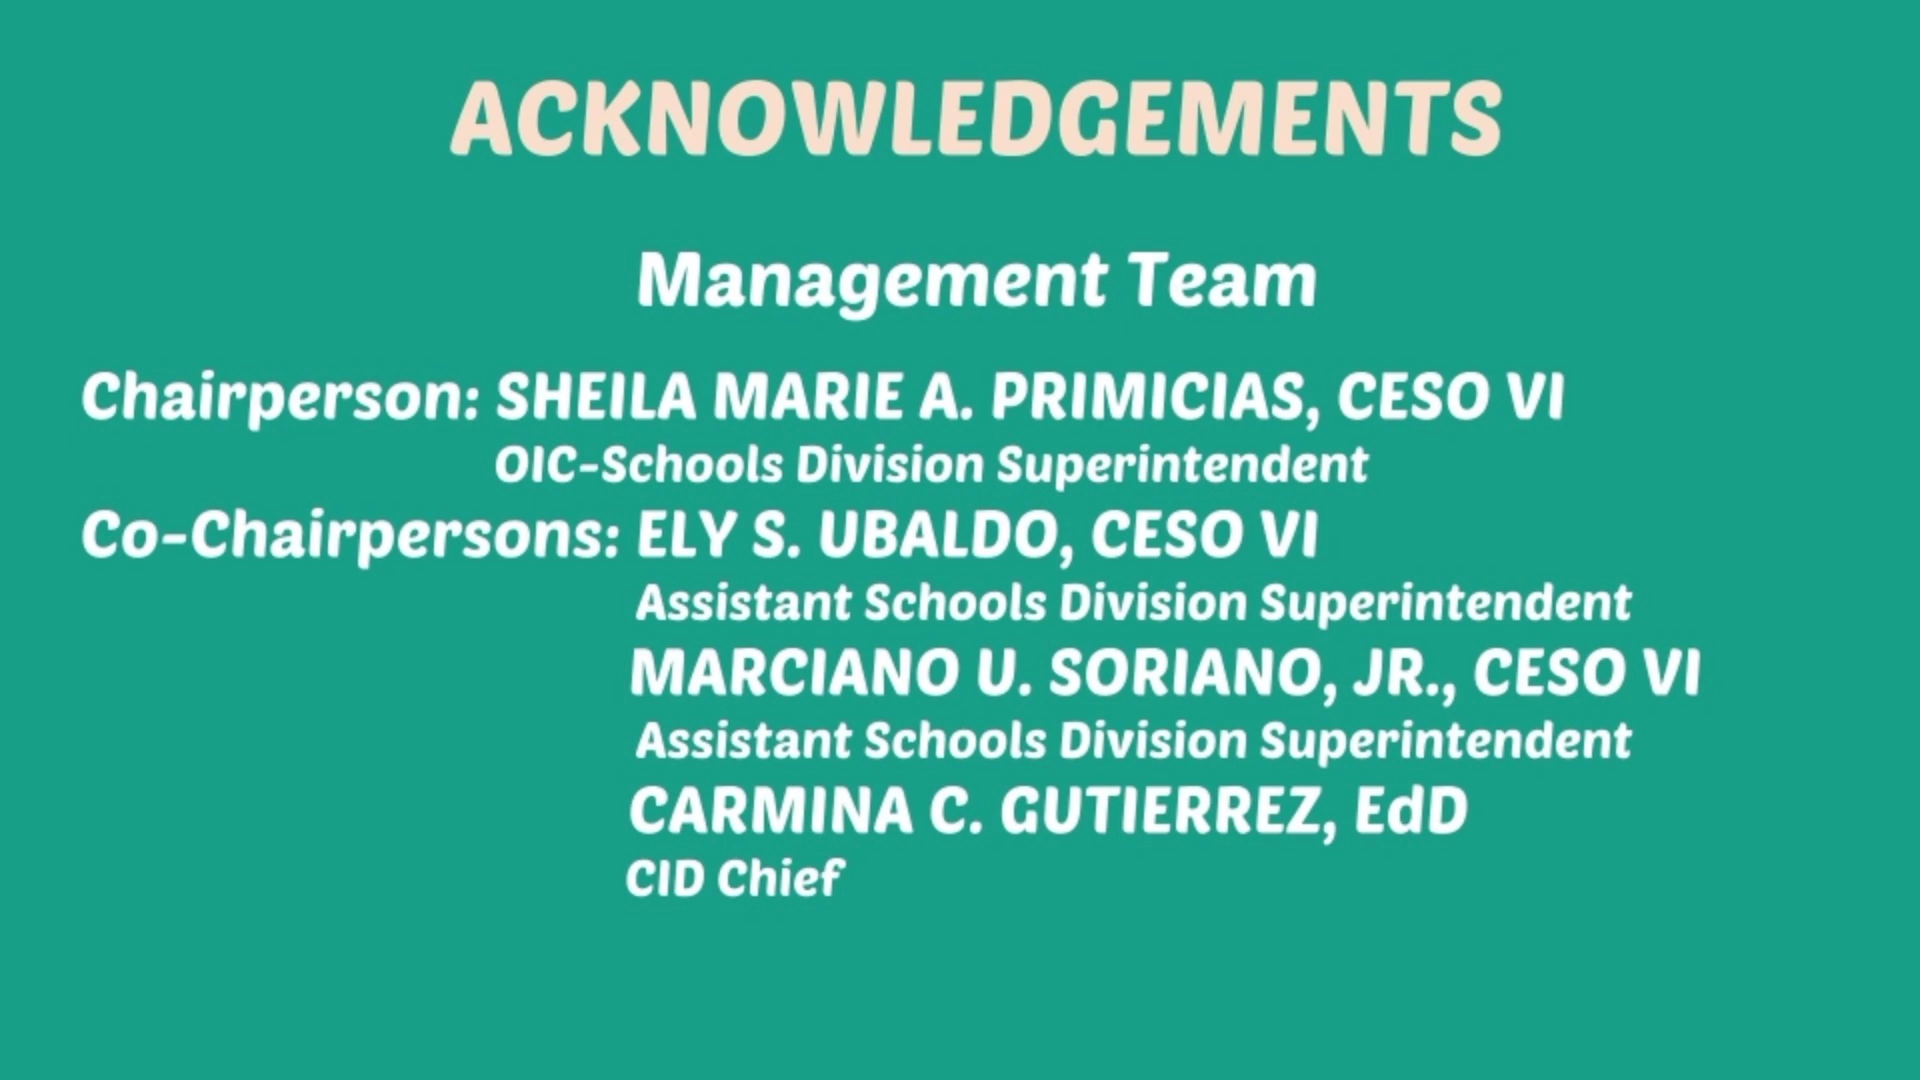 ACKNOWLEDGEMENTS
Management Team
Chairperson: SHEILA MARIE A. PRIMICIAS, CESO VI
OIC-Schools Division Superintendent
Co-Chairpersons: ELY S. UBALDO, CESO VI
Assistant Schools Division Superintendent
MARCIANO U. SORIANO, JR., CESO VI
Assistant Schools Division Superintendent
CARMINA C. GUTIERREZ, EdD
CID Chief